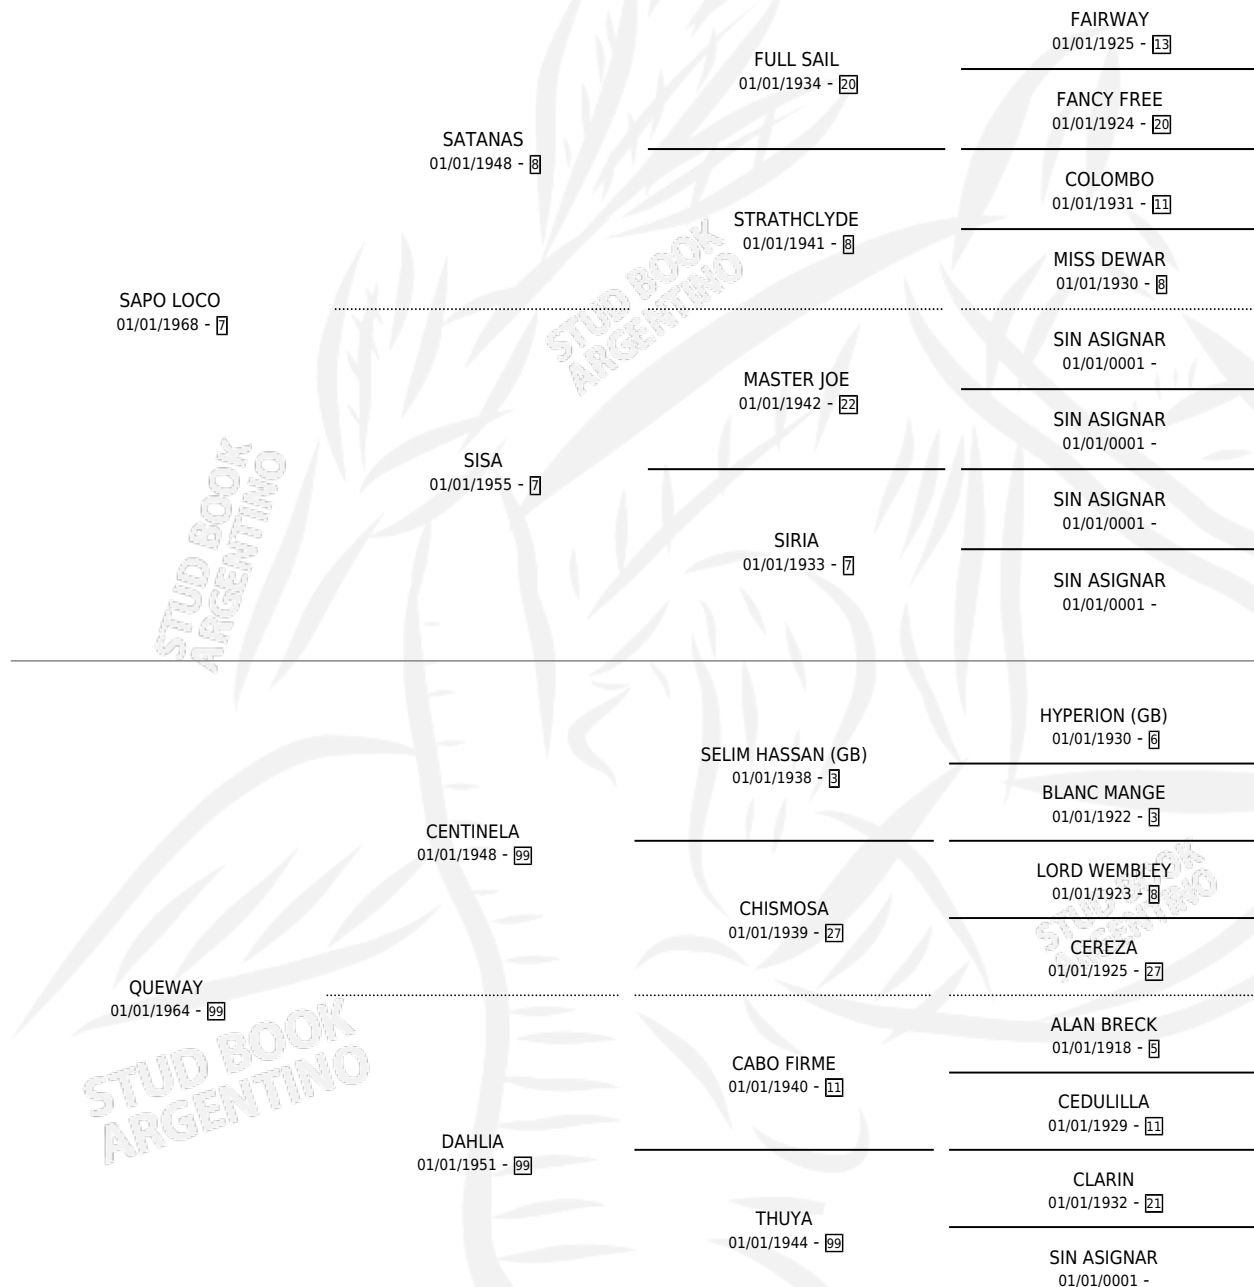 FAIRWAY
01/01/1925 - 13
FULL SAIL
01/01/1934 - 20
FANCY FREE
01/01/1924 - 20
SATANAS
01/01/1948 - 8
COLOMBO
01/01/1931 - 11
STRATHCLYDE
01/01/1941 - 8
MISS DEWAR
01/01/1930 - 8
SAPO LOCO
01/01/1968 - 7
STUD BOOK
ARGENTINO
SIN ASIGNAR
01/01/0001 -
MASTER JOE
01/01/1942 - 22
SIN ASIGNAR
01/01/0001 -
SISA
01/01/1955 - 7
SIN ASIGNAR
01/01/0001 -
SIRIA
01/01/1933 - 7
SIN ASIGNAR
01/01/0001 -
STUD BOOK
ARGENTINO
HYPERION (GB)
01/01/1930 - 6
SELIM HASSAN (GB)
01/01/1938 - 3
BLANC MANGE
01/01/1922 - 3
CENTINELA
01/01/1948 - 99
LORD WEMBLEY
01/01/1923 - 8
CHISMOSA
01/01/1939 - 27
CEREZA
01/01/1925 - 27
STUD BOOK
ARGENTINO
QUEWAY
01/01/1964 - 99
ALAN BRECK
01/01/1918 - 5
CABO FIRME
01/01/1940 - 11
CEDULILLA
01/01/1929 - 11
STUD BOOK
ARGENTINO
DAHLIA
01/01/1951 - 99
CLARIN
01/01/1932 - 21
THUYA
01/01/1944 - 99
SIN ASIGNAR
01/01/0001 -